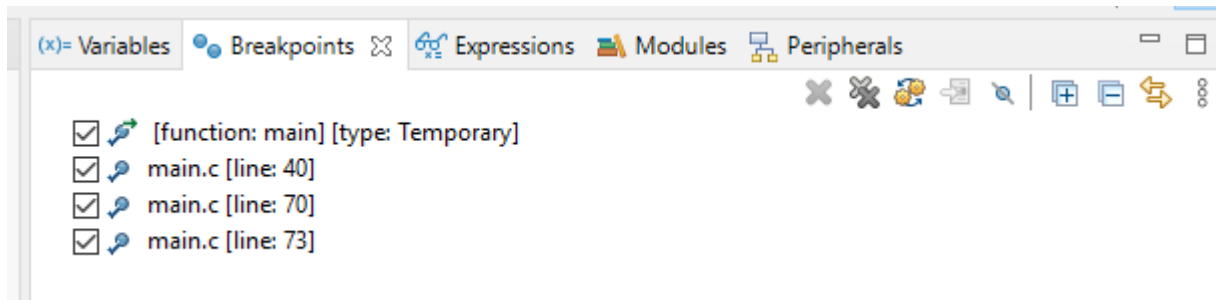 (x)= Variables Breakpoints Expressions Modules Peripherals
[function: main] [type: Temporary]
main.c [line: 40]
main.c [line: 70]
main.c [line: 73]